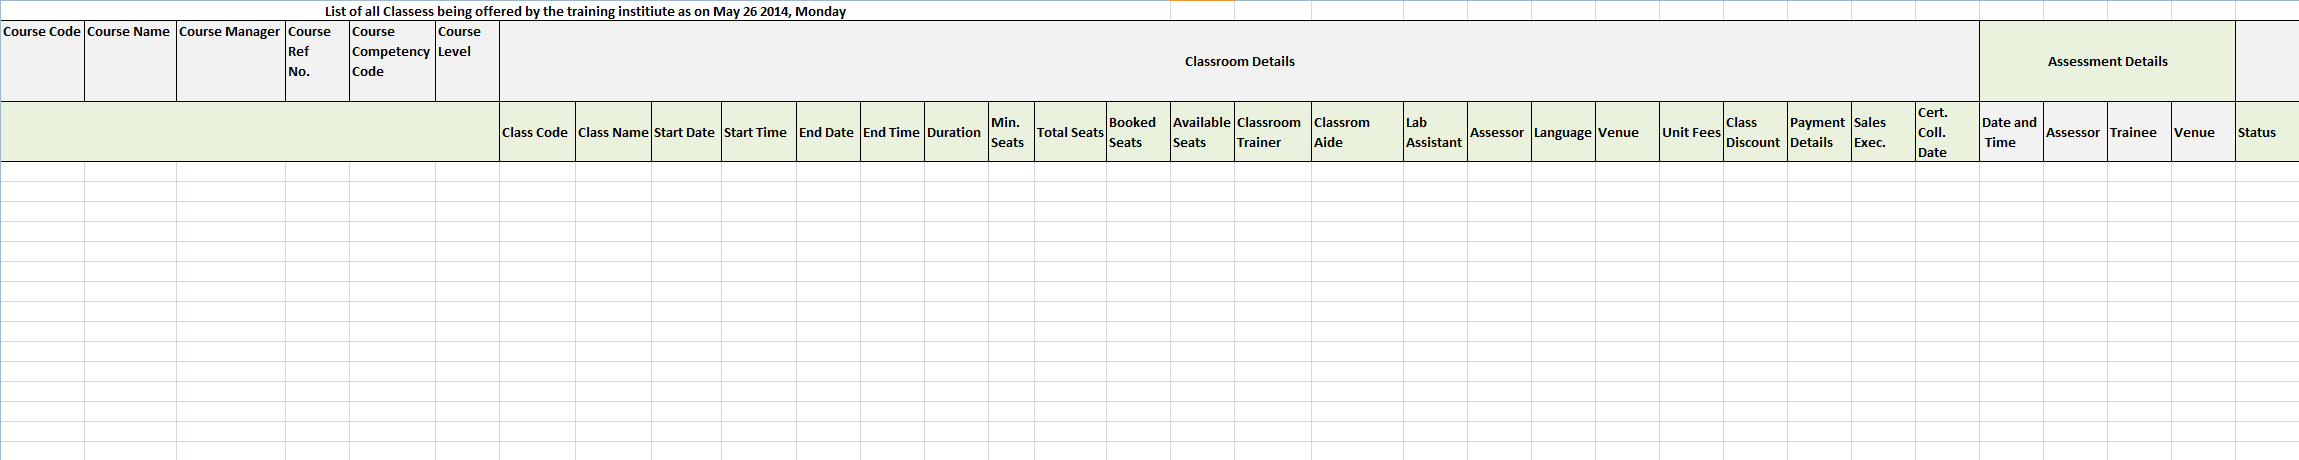 List of all Classess being offered by the training institiute as on May 26 2014, Monday
Course Code
Course Name
Course Manager
Course
Ref
No.
Course
Competency
Code
Course
Level
Classroom Details
Assessment Details
Class Code
Class Name
Start Date
Start Time
End Date
End Time
Duration
Min.
Seats
Total Seats
Booked
Seats
Available
Seats
Classroom
Trainer
Classrom
Aide
Lab
Assistant
Assessor
Language
Venue
Unit Fees
Class
Discount
Payment
Details
Sales
Exec.
Cert.
Coll.
Date
Date and
Time
Assessor
Trainee
Venue
Status